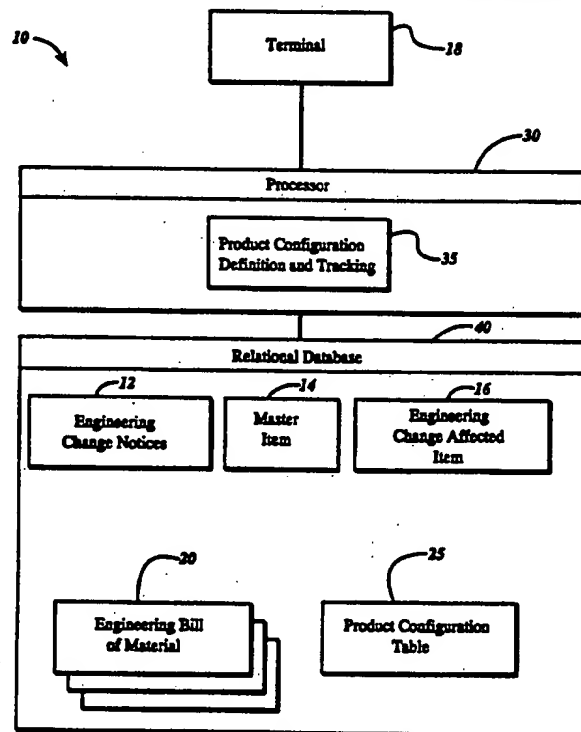 10
Terminal
18
30
Processor
Product Configuration
Definition and Tracking
35
40
Relational Database
12
14
16
Engineering
Change Notices
Master
Item
Engineering
Change Affected
Item
20
25
Engineering Bill
of Material
Product Configuration
Table